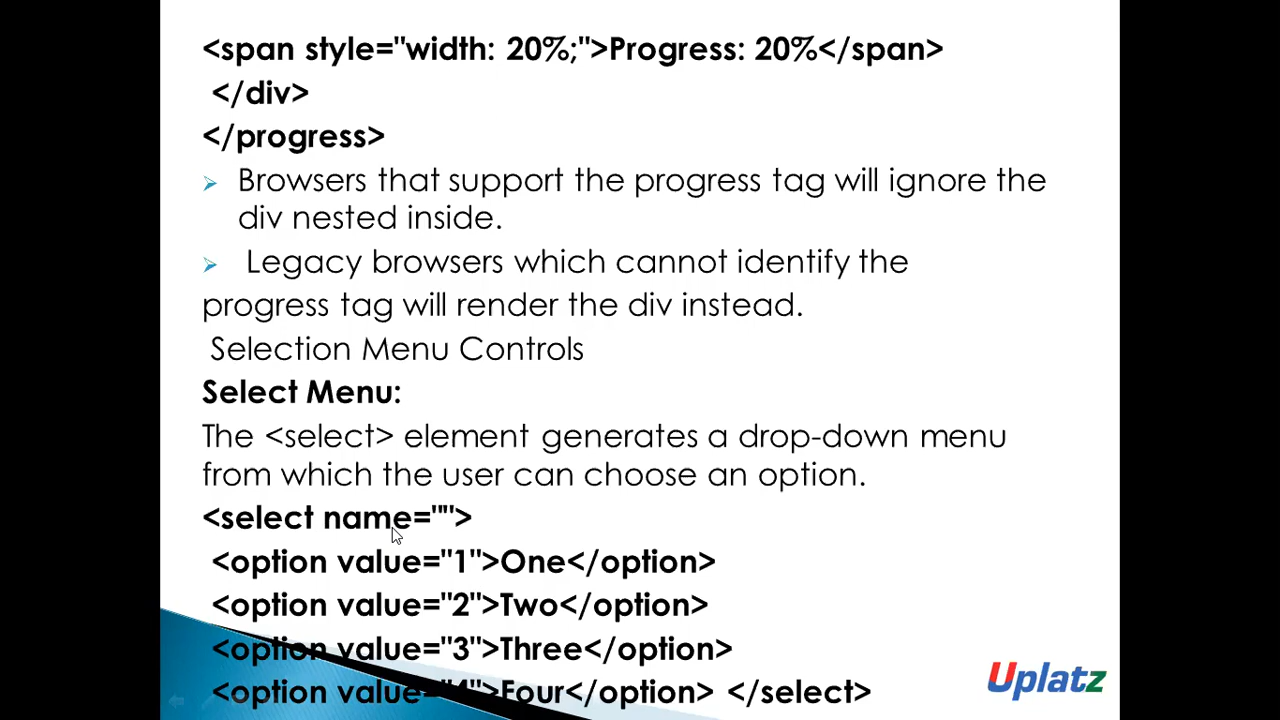 <span style="width: 20%;">Progress: 20%</span>
</div>
</progress>
Browsers that support the progress tag will ignore the
div nested inside.
Legacy browsers which cannot identify the
progress tag will render the div instead.
Selection Menu Controls
Select Menu:
The <select> element generates a drop-down menu
from which the user can choose an option.
<select name="">
<option value="1">One</option>
<option value="2">Two</option>
<option value="3">Three</option>
<option value="4">Four</option> </select>
Uplatz